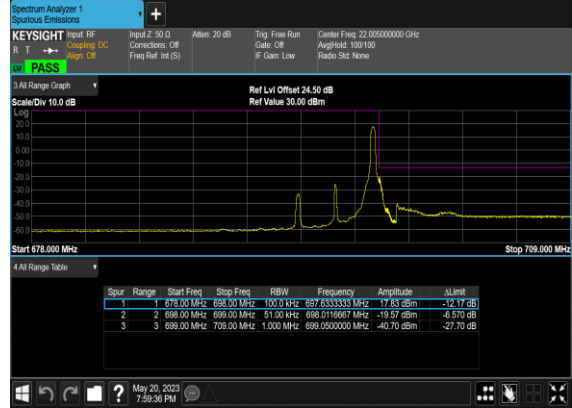 Spectrum Analyzer 1
Spurious Emissions
+
KEYSIGHT Input: RF Input Z: 50 Ω Atten: 20 dB Trig: Free Run Center Freq: 22.005000000 GHz
R T Coupling: DC Corrections: Off Gate: Off Avg|Hold: 100/100
Align: Off Freq Ref: Int (S) IF Gain: Low Radio Std: None
PASS
3 All Range Graph
Ref Lvl Offset 24.50 dB
Scale/Div 10.0 dB Ref Value 30.00 dBm
Log
20.0
10.0
0.00
-10.0
-20.0
-30.0
-40.0
-50.0
-60.0
Start 678.000 MHz Stop 709.000 MHz
4 All Range Table
Spur Range Start Freq Stop Freq RBW Frequency Amplitude ΔLimit
1 1 678.00 MHz 698.00 MHz 100.0 kHz 697.6333333 MHz 17.83 dBm -12.17 dB
2 2 698.00 MHz 699.00 MHz 51.00 kHz 698.0116667 MHz -19.57 dBm -6.570 dB
3 3 699.00 MHz 709.00 MHz 1.000 MHz 699.0500000 MHz -40.70 dBm -27.70 dB
? May 20, 2023
7:59:36 PM